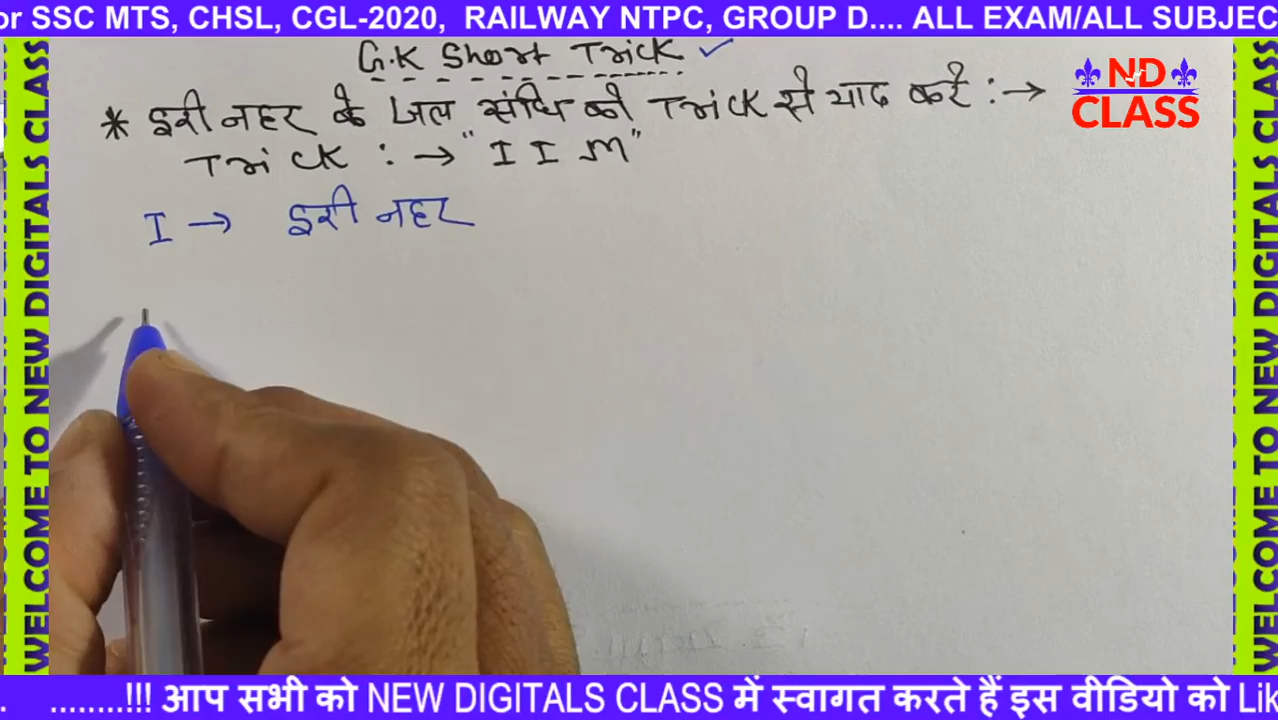 or SSC MTS, CHSL, CGL-2020, RAILWAY NTPC, GROUP D.... ALL EXAM/ALL SUBJEC
G.K Short Trick ✓
ND
CLASS
* इरी नहर के जल संधि को Trick से याद करें :→
Trick :→ "I I M"
I → इरी नहर
WELCOME TO NEW DIGITALS CLASS
WELCOME TO NEW DIGITALS CLASS
. ........!!! आप सभी को NEW DIGITALS CLASS में स्वागत करते हैं इस वीडियो को Lik